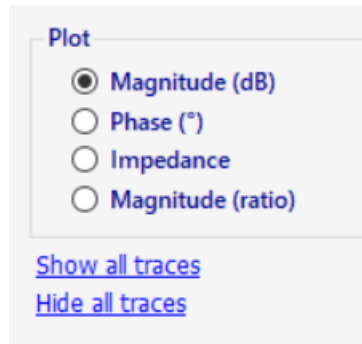 Plot
Magnitude (dB)
Phase (°)
Impedance
Magnitude (ratio)
Show all traces
Hide all traces